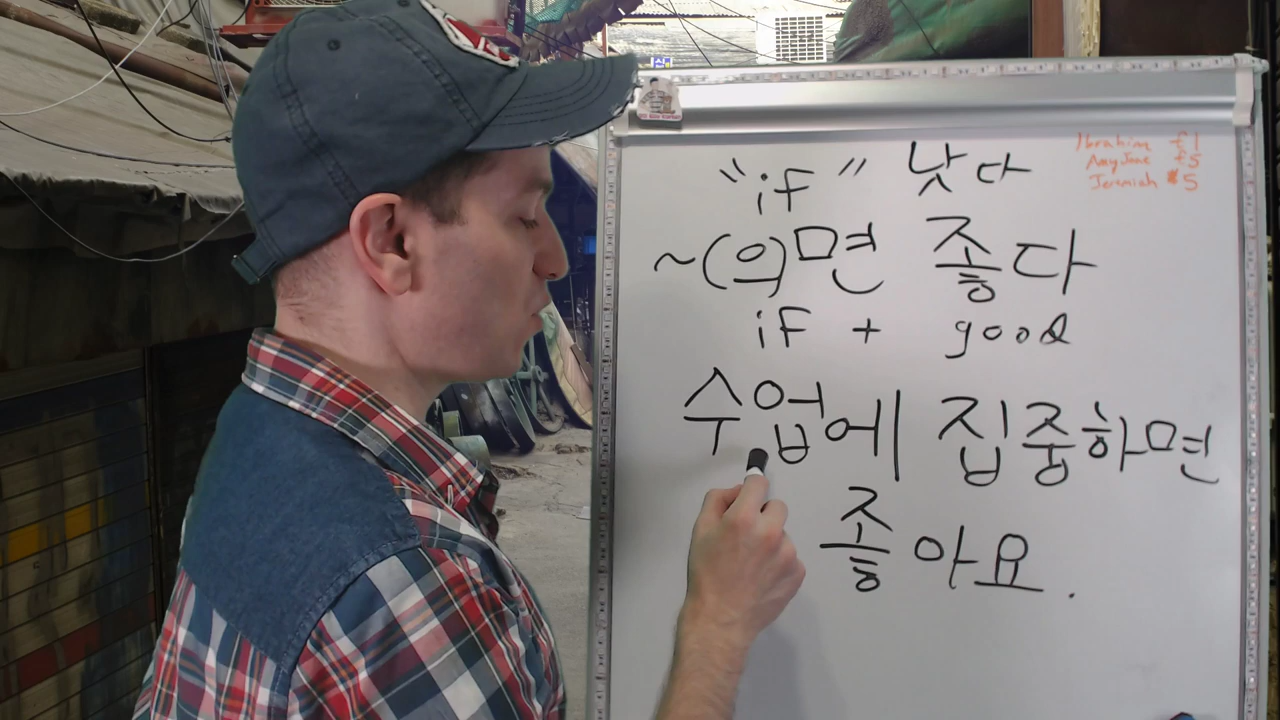 "if" 낫다
Ibrahim £1
AmyJane £5
Jeremiah $5
~(으)면 좋다
if + good
수업에 집중하면
좋아요.